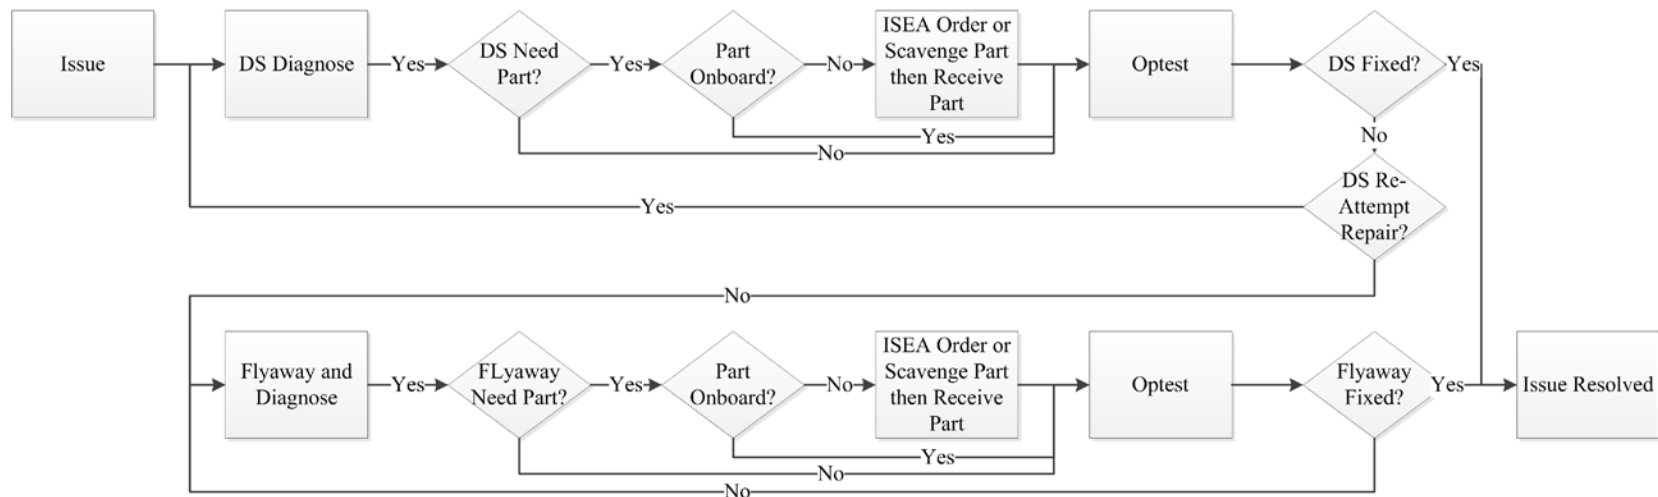 Issue
DS Diagnose
Yes
DS Need
Part?
Yes
Part
Onboard?
No
ISEA Order or
Scavenge Part
then Receive
Part
Optest
DS Fixed?
Yes
Yes
No
No
DS Re-
Attempt
Repair?
Yes
No
Flyaway and
Diagnose
Yes
FLyaway
Need Part?
Yes
Part
Onboard?
No
ISEA Order or
Scavenge Part
then Receive
Part
Optest
Flyaway
Fixed?
Yes
Issue Resolved
Yes
No
No